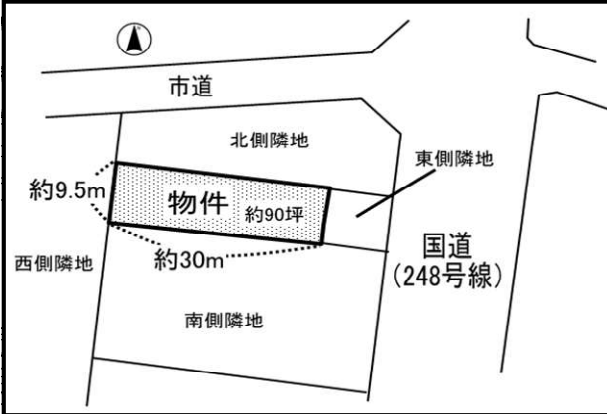 市道
北側隣地
東側隣地
約9.5m
物件 約90坪
国道
(248号線)
西側隣地
約30m
南側隣地